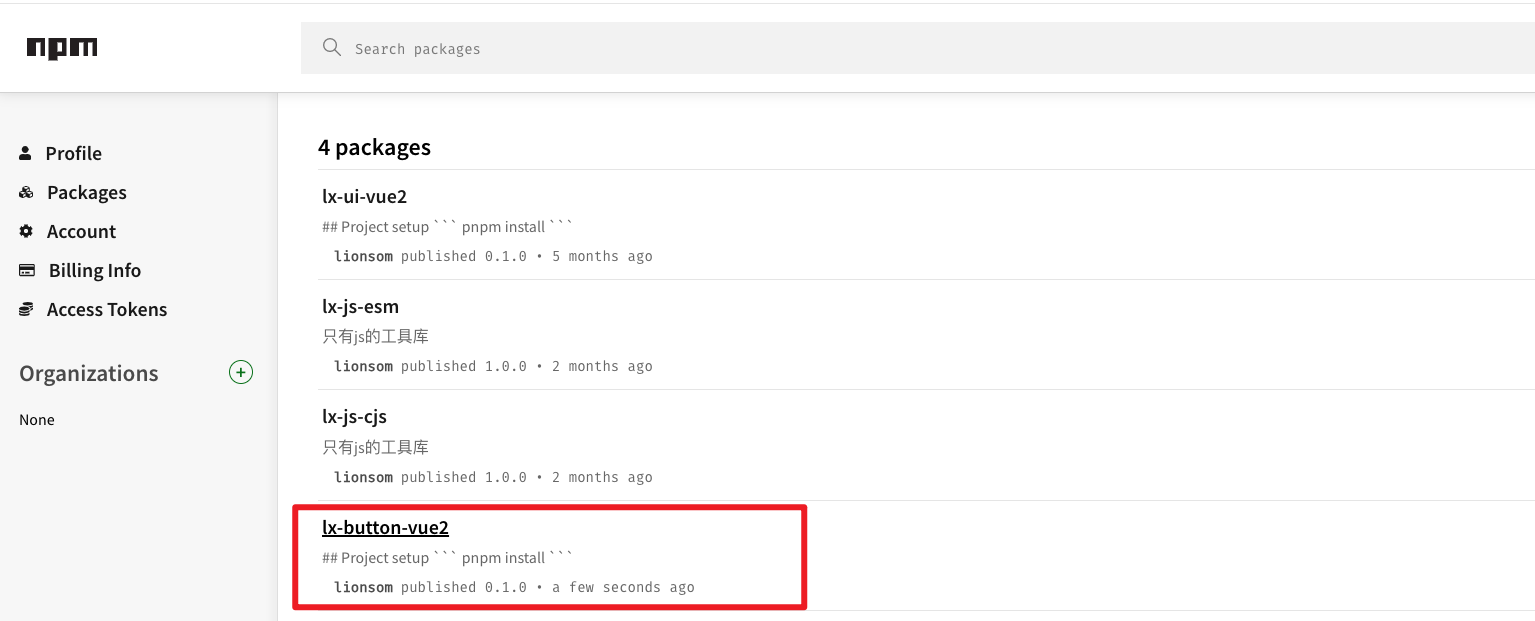 npm
Search packages
Profile
Packages
Account
Billing Info
Access Tokens
Organizations
None
4 packages
lx-ui-vue2
## Project setup ``` pnpm install ```
lionsom published 0.1.0 • 5 months ago
lx-js-esm
只有js的工具库
lionsom published 1.0.0 • 2 months ago
lx-js-cjs
只有js的工具库
lionsom published 1.0.0 • 2 months ago
lx-button-vue2
## Project setup ``` pnpm install ```
lionsom published 0.1.0 • a few seconds ago